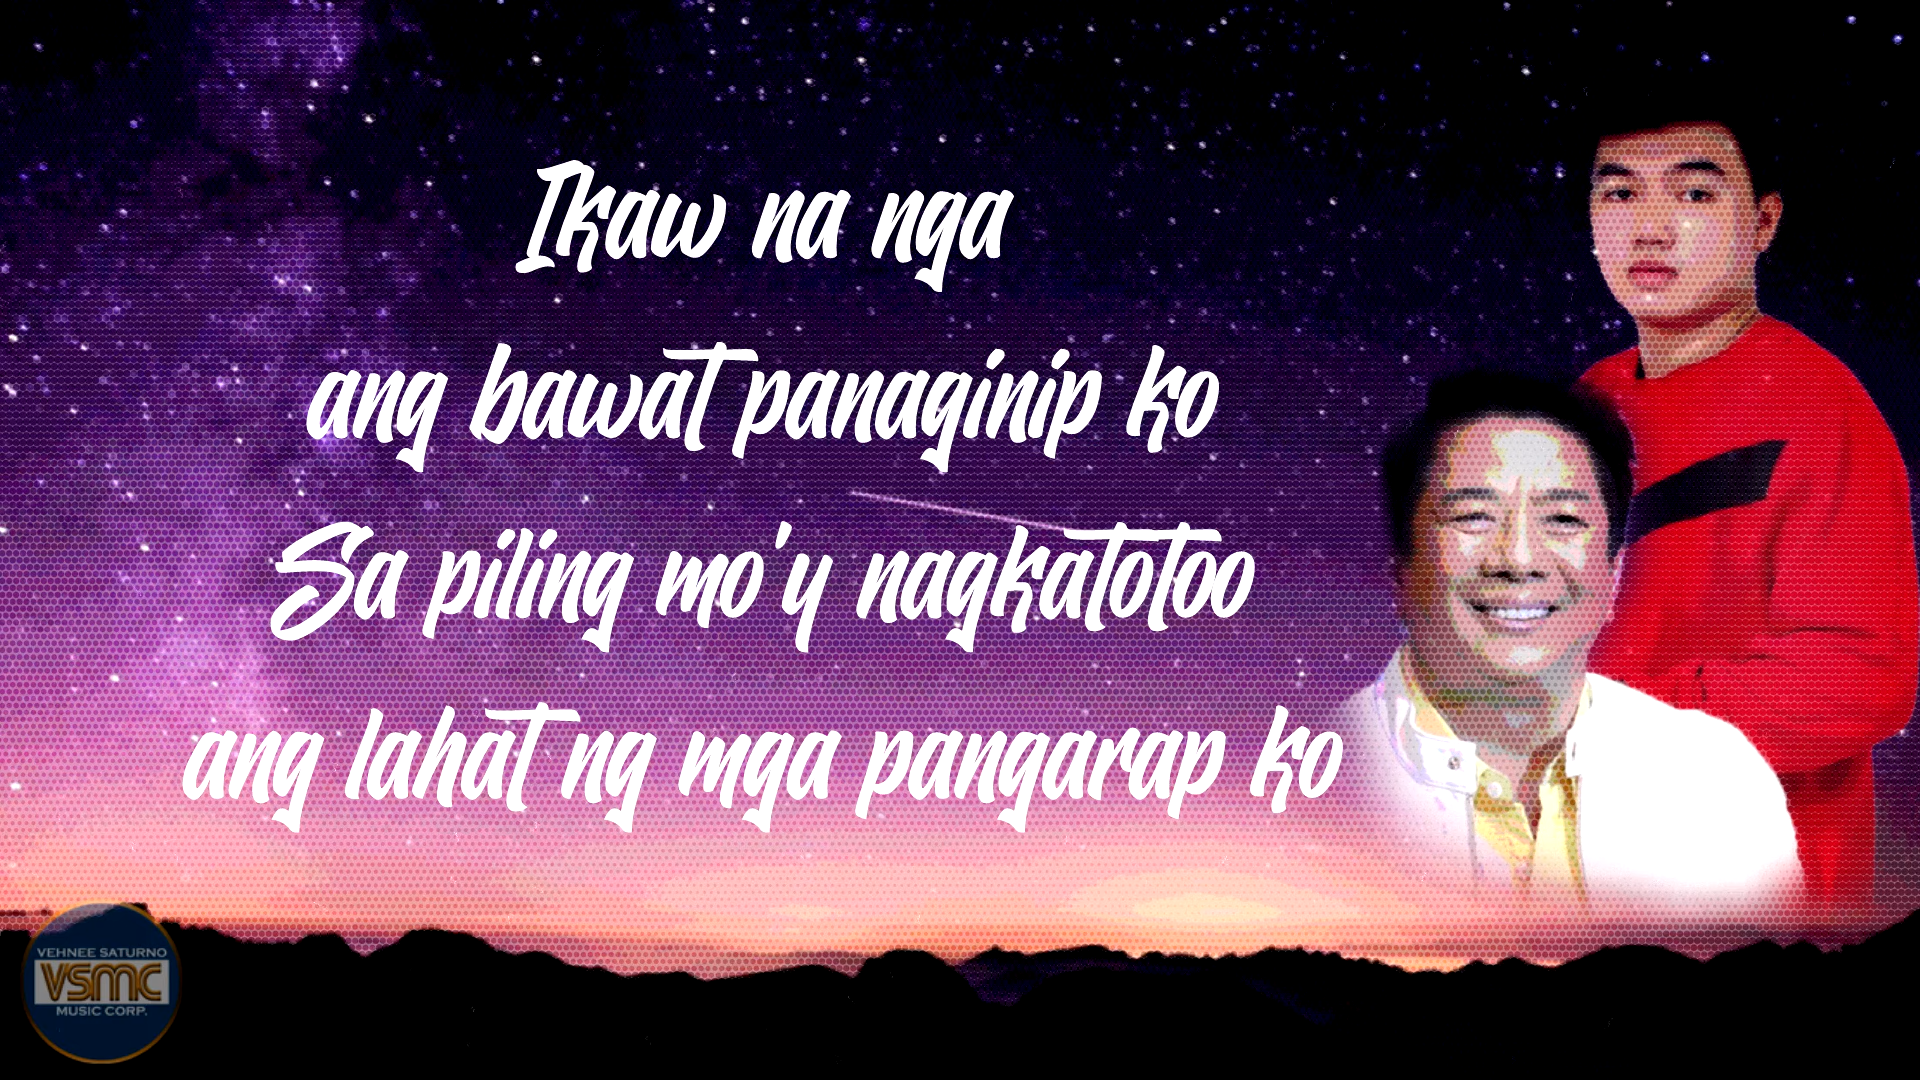 Ikaw na nga
ang bawat panaginip ko
Sa piling mo'y nagkatotoo
ang lahat ng mga pangarap ko
VEHNEE SATURNO
VSMC
MUSIC CORP.